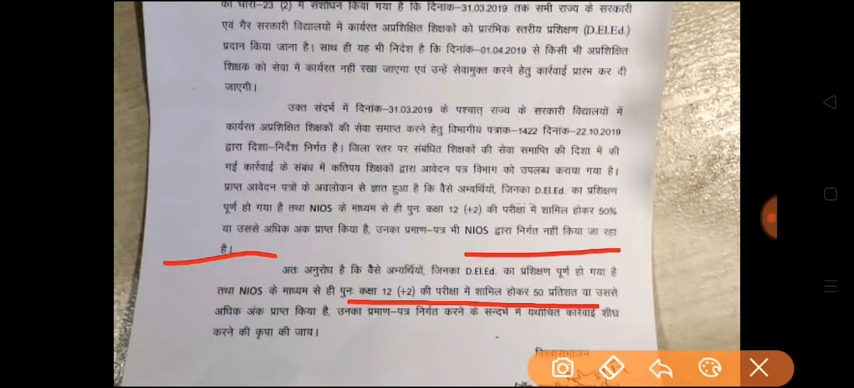 की धारा-23 (2) में संशोधन किया गया है कि दिनांक-31.03.2019 तक सभी राज्य के सरकारी
एवं गैर सरकारी विद्यालयों में कार्यरत अप्रशिक्षित शिक्षकों को प्रारंभिक स्तरीय प्रशिक्षण (D.El.Ed.)
प्रदान किया जाना है। साथ ही यह भी निदेश है कि दिनांक-01.04.2019 से किसी भी अप्रशिक्षित
शिक्षक को सेवा में कार्यरत नहीं रखा जाएगा एवं उन्हें सेवामुक्त करने हेतु कार्रवाई प्रारंभ कर दी
जाएगी।
उक्त संदर्भ में दिनांक-31.03.2019 के पश्चात् राज्य के सरकारी विद्यालयों में
कार्यरत अप्रशिक्षित शिक्षकों की सेवा समाप्त करने हेतु विभागीय पत्रांक-1422 दिनांक-22.10.2019
द्वारा दिशा-निर्देश निर्गत है। जिला स्तर पर संबंधित शिक्षकों की सेवा समाप्ति की दिशा में की
गई कार्रवाई के संबंध में कतिपय शिक्षकों द्वारा आवेदन पत्र विभाग को उपलब्ध कराया गया है।
प्राप्त आवेदन पत्रों के अवलोकन से ज्ञात हुआ है कि वैसे अभ्यर्थियों, जिनका D.El.Ed. का प्रशिक्षण
पूर्ण हो गया है तथा NIOS के माध्यम से ही पुनः कक्षा 12 (+2) की परीक्षा में शामिल होकर 50%
या उससे अधिक अंक प्राप्त किया है, उनका प्रमाण-पत्र भी NIOS द्वारा निर्गत नहीं किया जा रहा
है।
अतः अनुरोध है कि वैसे अभ्यर्थियों, जिनका D.El.Ed. का प्रशिक्षण पूर्ण हो गया है
तथा NIOS के माध्यम से ही पुनः कक्षा 12 (+2) की परीक्षा में शामिल होकर 50 प्रतिशत या उससे
अधिक अंक प्राप्त किया है, उनका प्रमाण-पत्र निर्गत करने के सन्दर्भ में यथोचित कार्रवाई शीघ्र
करने की कृपा की जाय।
विश्वासभाजन